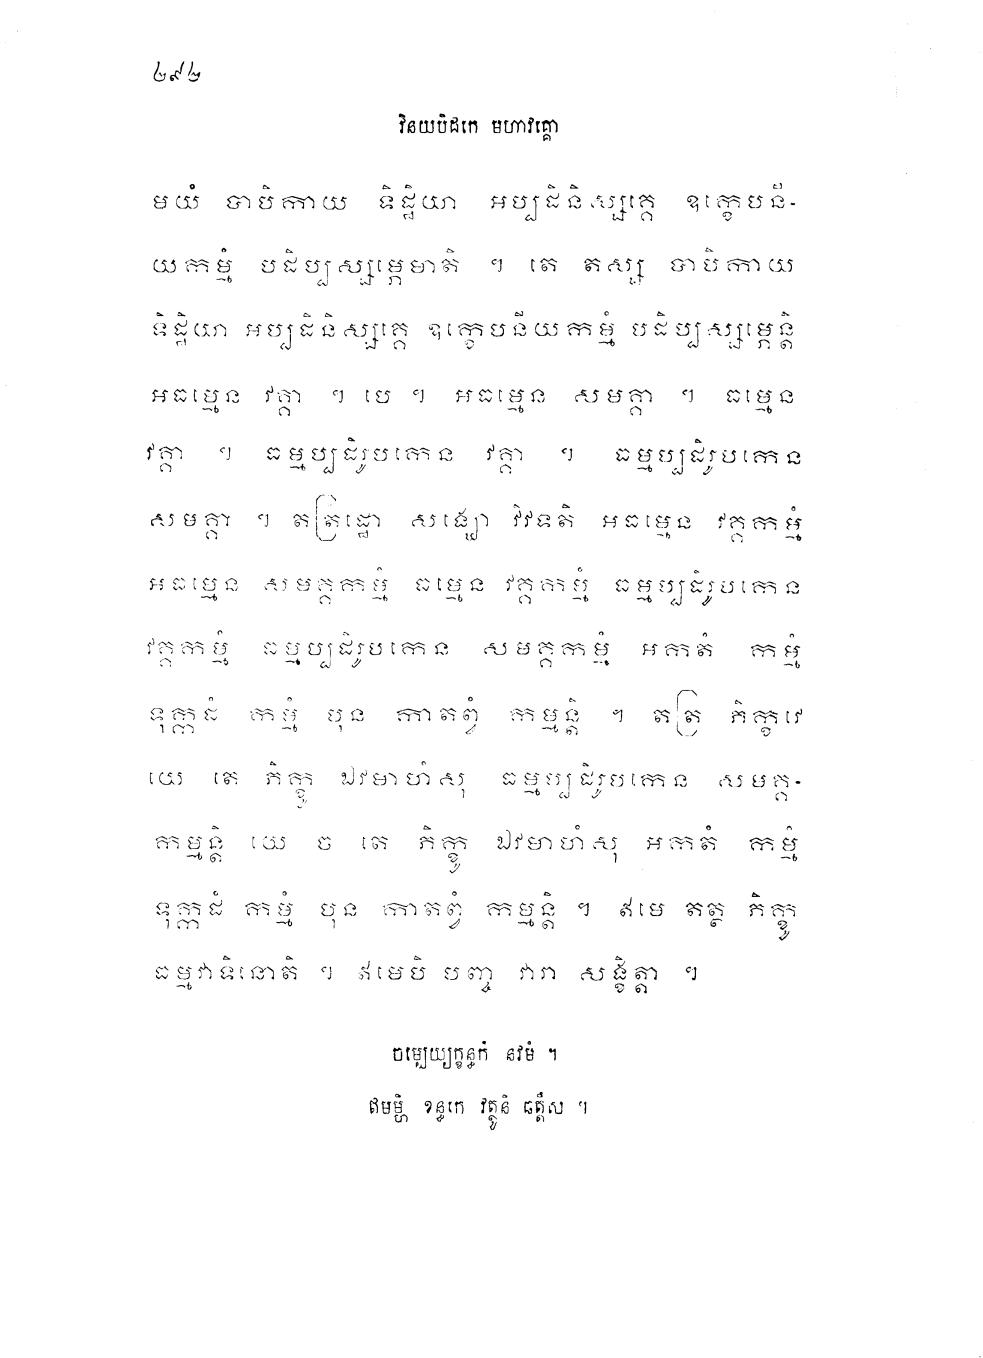 ២៩២
វិនយបិដកេ មហាវគ្គោ
មយំ បាបិកាយ ទិដ្ឋិយា អប្បដិនិស្សគ្គេ ឧក្ខេបនី-
យកម្មំ បដិប្បស្សម្ភេមាតិ ។ តេ តស្ស បាបិកាយ
ទិដ្ឋិយា អប្បដិនិស្សគ្គេ ឧក្ខេបនីយកម្មំ បដិប្បស្សម្ភេន្តិ
អធម្មេន វគ្គា ។ បេ ។ អធម្មេន សមគ្គា ។ ធម្មេន
វគ្គា ។ ធម្មប្បដិរូបកេន វគ្គា ។ ធម្មប្បដិរូបកេន
សមគ្គា ។ តត្រដ្ឋោ សង្ឃោ វិវទតិ អធម្មេន វគ្គកម្មំ
អធម្មេន សមគ្គកម្មំ ធម្មេន វគ្គកម្មំ ធម្មប្បដិរូបកេន
វគ្គកម្មំ ធម្មប្បដិរូបកេន សមគ្គកម្មំ អកតំ កម្មំ
ទុក្កដំ កម្មំ បុន កាតព្វំ កម្មន្តិ ។ តត្រ ភិក្ខវេ
យេ តេ ភិក្ខូ ឯវមាហំសុ ធម្មប្បដិរូបកេន សមគ្គ-
កម្មន្តិ យេ ច តេ ភិក្ខូ ឯវមាហំសុ អកតំ កម្មំ
ទុក្កដំ កម្មំ បុន កាតព្វំ កម្មន្តិ ។ ឥមេ តត្ថ ភិក្ខូ
ធម្មវាទិនោតិ ។ ឥមេបិ បញ្ច វារា សង្ខិត្តា ។
ចម្បេយ្យក្ខន្ធកំ នវមំ ។
ឥមម្ហិ ខន្ធកេ វត្ថូនិ ឆត្តឹស ។